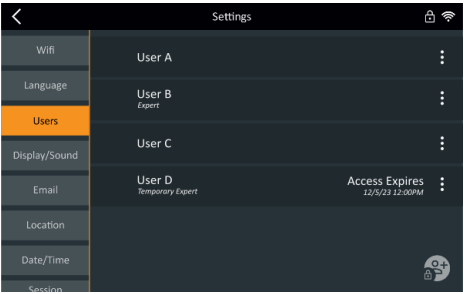 Settings
Wifi
Language
Users
Display/Sound
Email
Location
Date/Time
Session
User A
User B
Expert
User C
User D
Temporary Expert
Access Expires
12/5/23 12:00PM